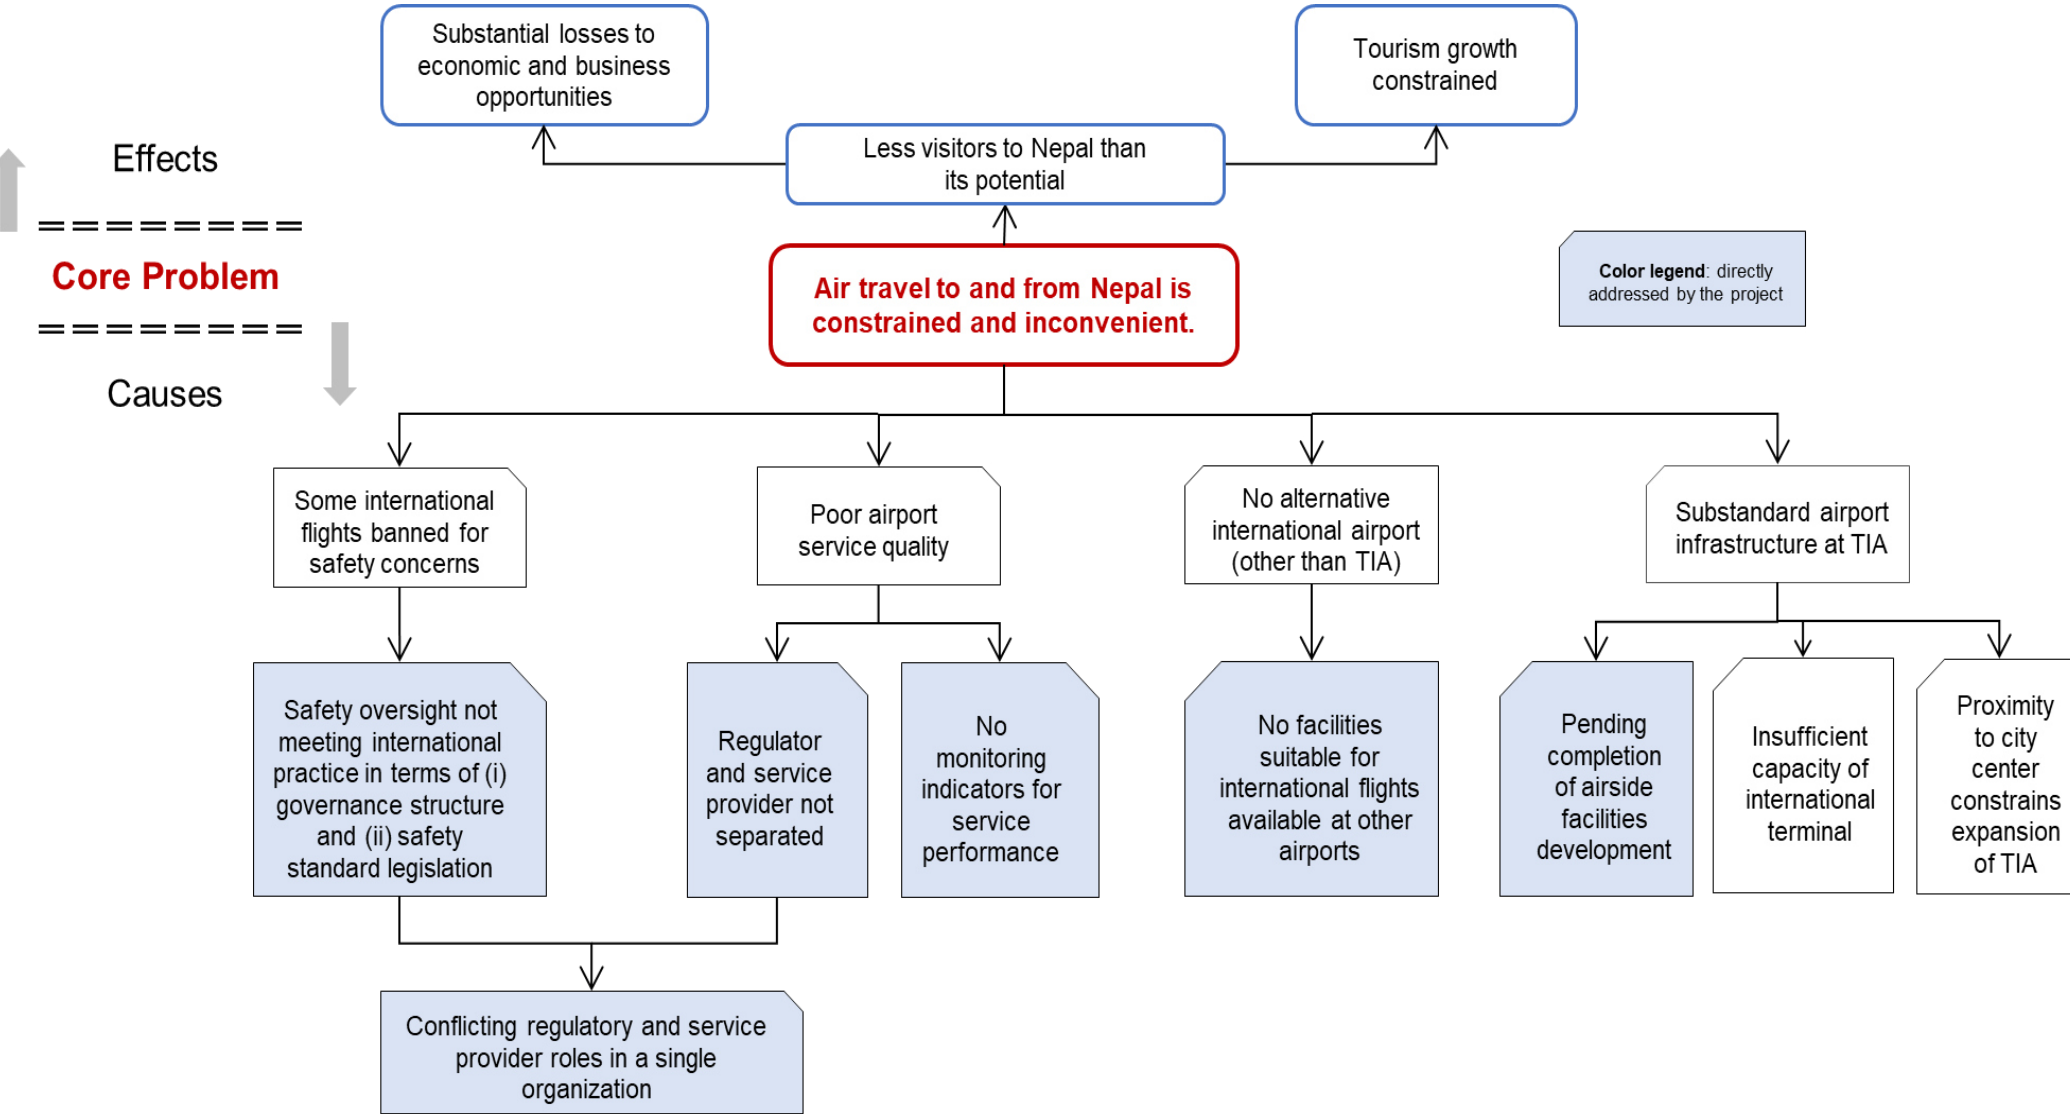 Substantial losses to
economic and business
opportunities
Tourism growth
constrained
Less visitors to Nepal than
its potential
Effects
Core Problem
Causes
Air travel to and from Nepal is
constrained and inconvenient.
Color legend: directly
addressed by the project
Some international
flights banned for
safety concerns
Poor airport
service quality
No alternative
international airport
(other than TIA)
Substandard airport
infrastructure at TIA
Safety oversight not
meeting international
practice in terms of (i)
governance structure
and (ii) safety
standard legislation
Regulator
and service
provider not
separated
No
monitoring
indicators for
service
performance
No facilities
suitable for
international flights
available at other
airports
Pending
completion
of airside
facilities
development
Insufficient
capacity of
international
terminal
Proximity
to city
center
constrains
expansion
of TIA
Conflicting regulatory and service
provider roles in a single
organization